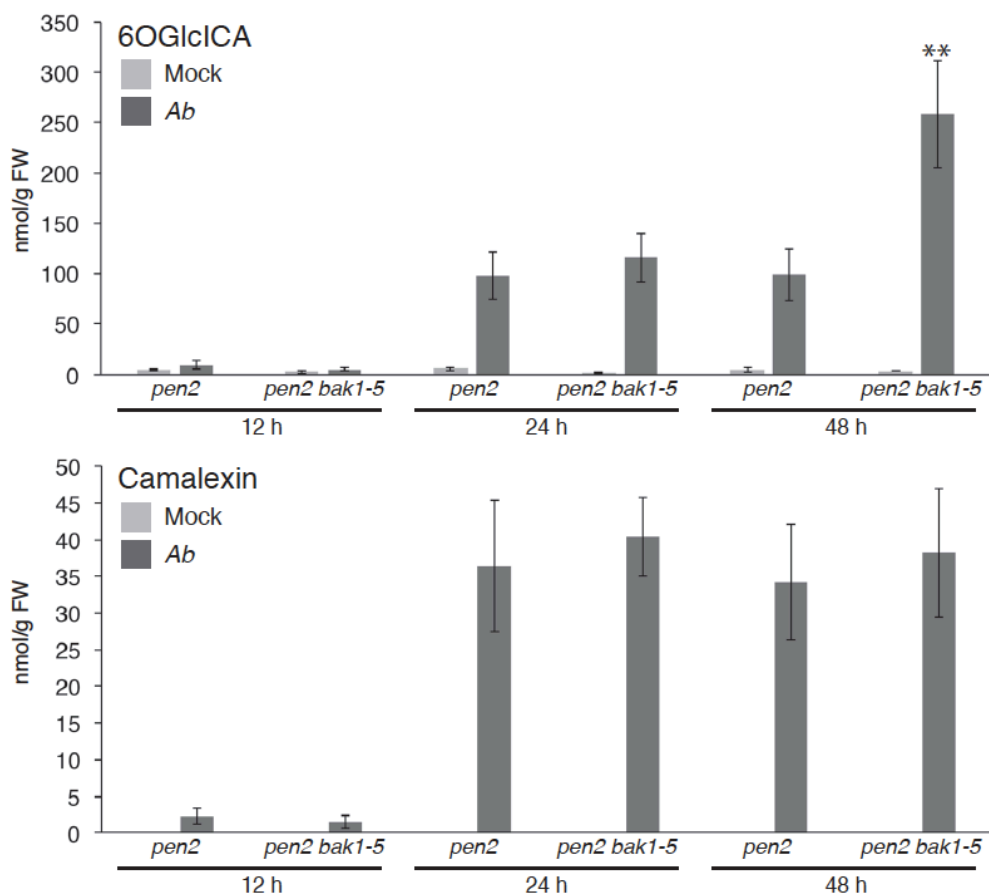 6OGlcICA
Mock
Ab
**
nmol/g FW
350
300
250
200
150
100
50
0
pen2 pen2 bak1-5 pen2 pen2 bak1-5 pen2 pen2 bak1-5
12 h 24 h 48 h
Camalexin
Mock
Ab
nmol/g FW
50
45
40
35
30
25
20
15
10
5
0
pen2 pen2 bak1-5 pen2 pen2 bak1-5 pen2 pen2 bak1-5
12 h 24 h 48 h